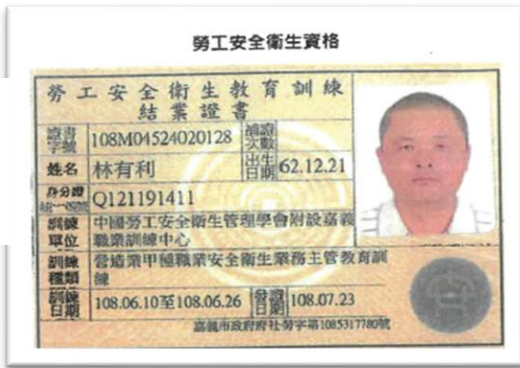 勞工安全衛生資格
勞工安全衛生教育訓練
結業證書
證書字號 108M04524020128 補證次數
姓名 林有利 出生日期 62.12.21
身分證統一編號 Q121191411
訓練單位 中國勞工安全衛生管理學會附設嘉義職業訓練中心
訓練種類 營造業甲種職業安全衛生業務主管教育訓練
訓練日期 108.06.10至108.06.26 發證日期 108.07.23
嘉義市政府府社勞字第1085317780號